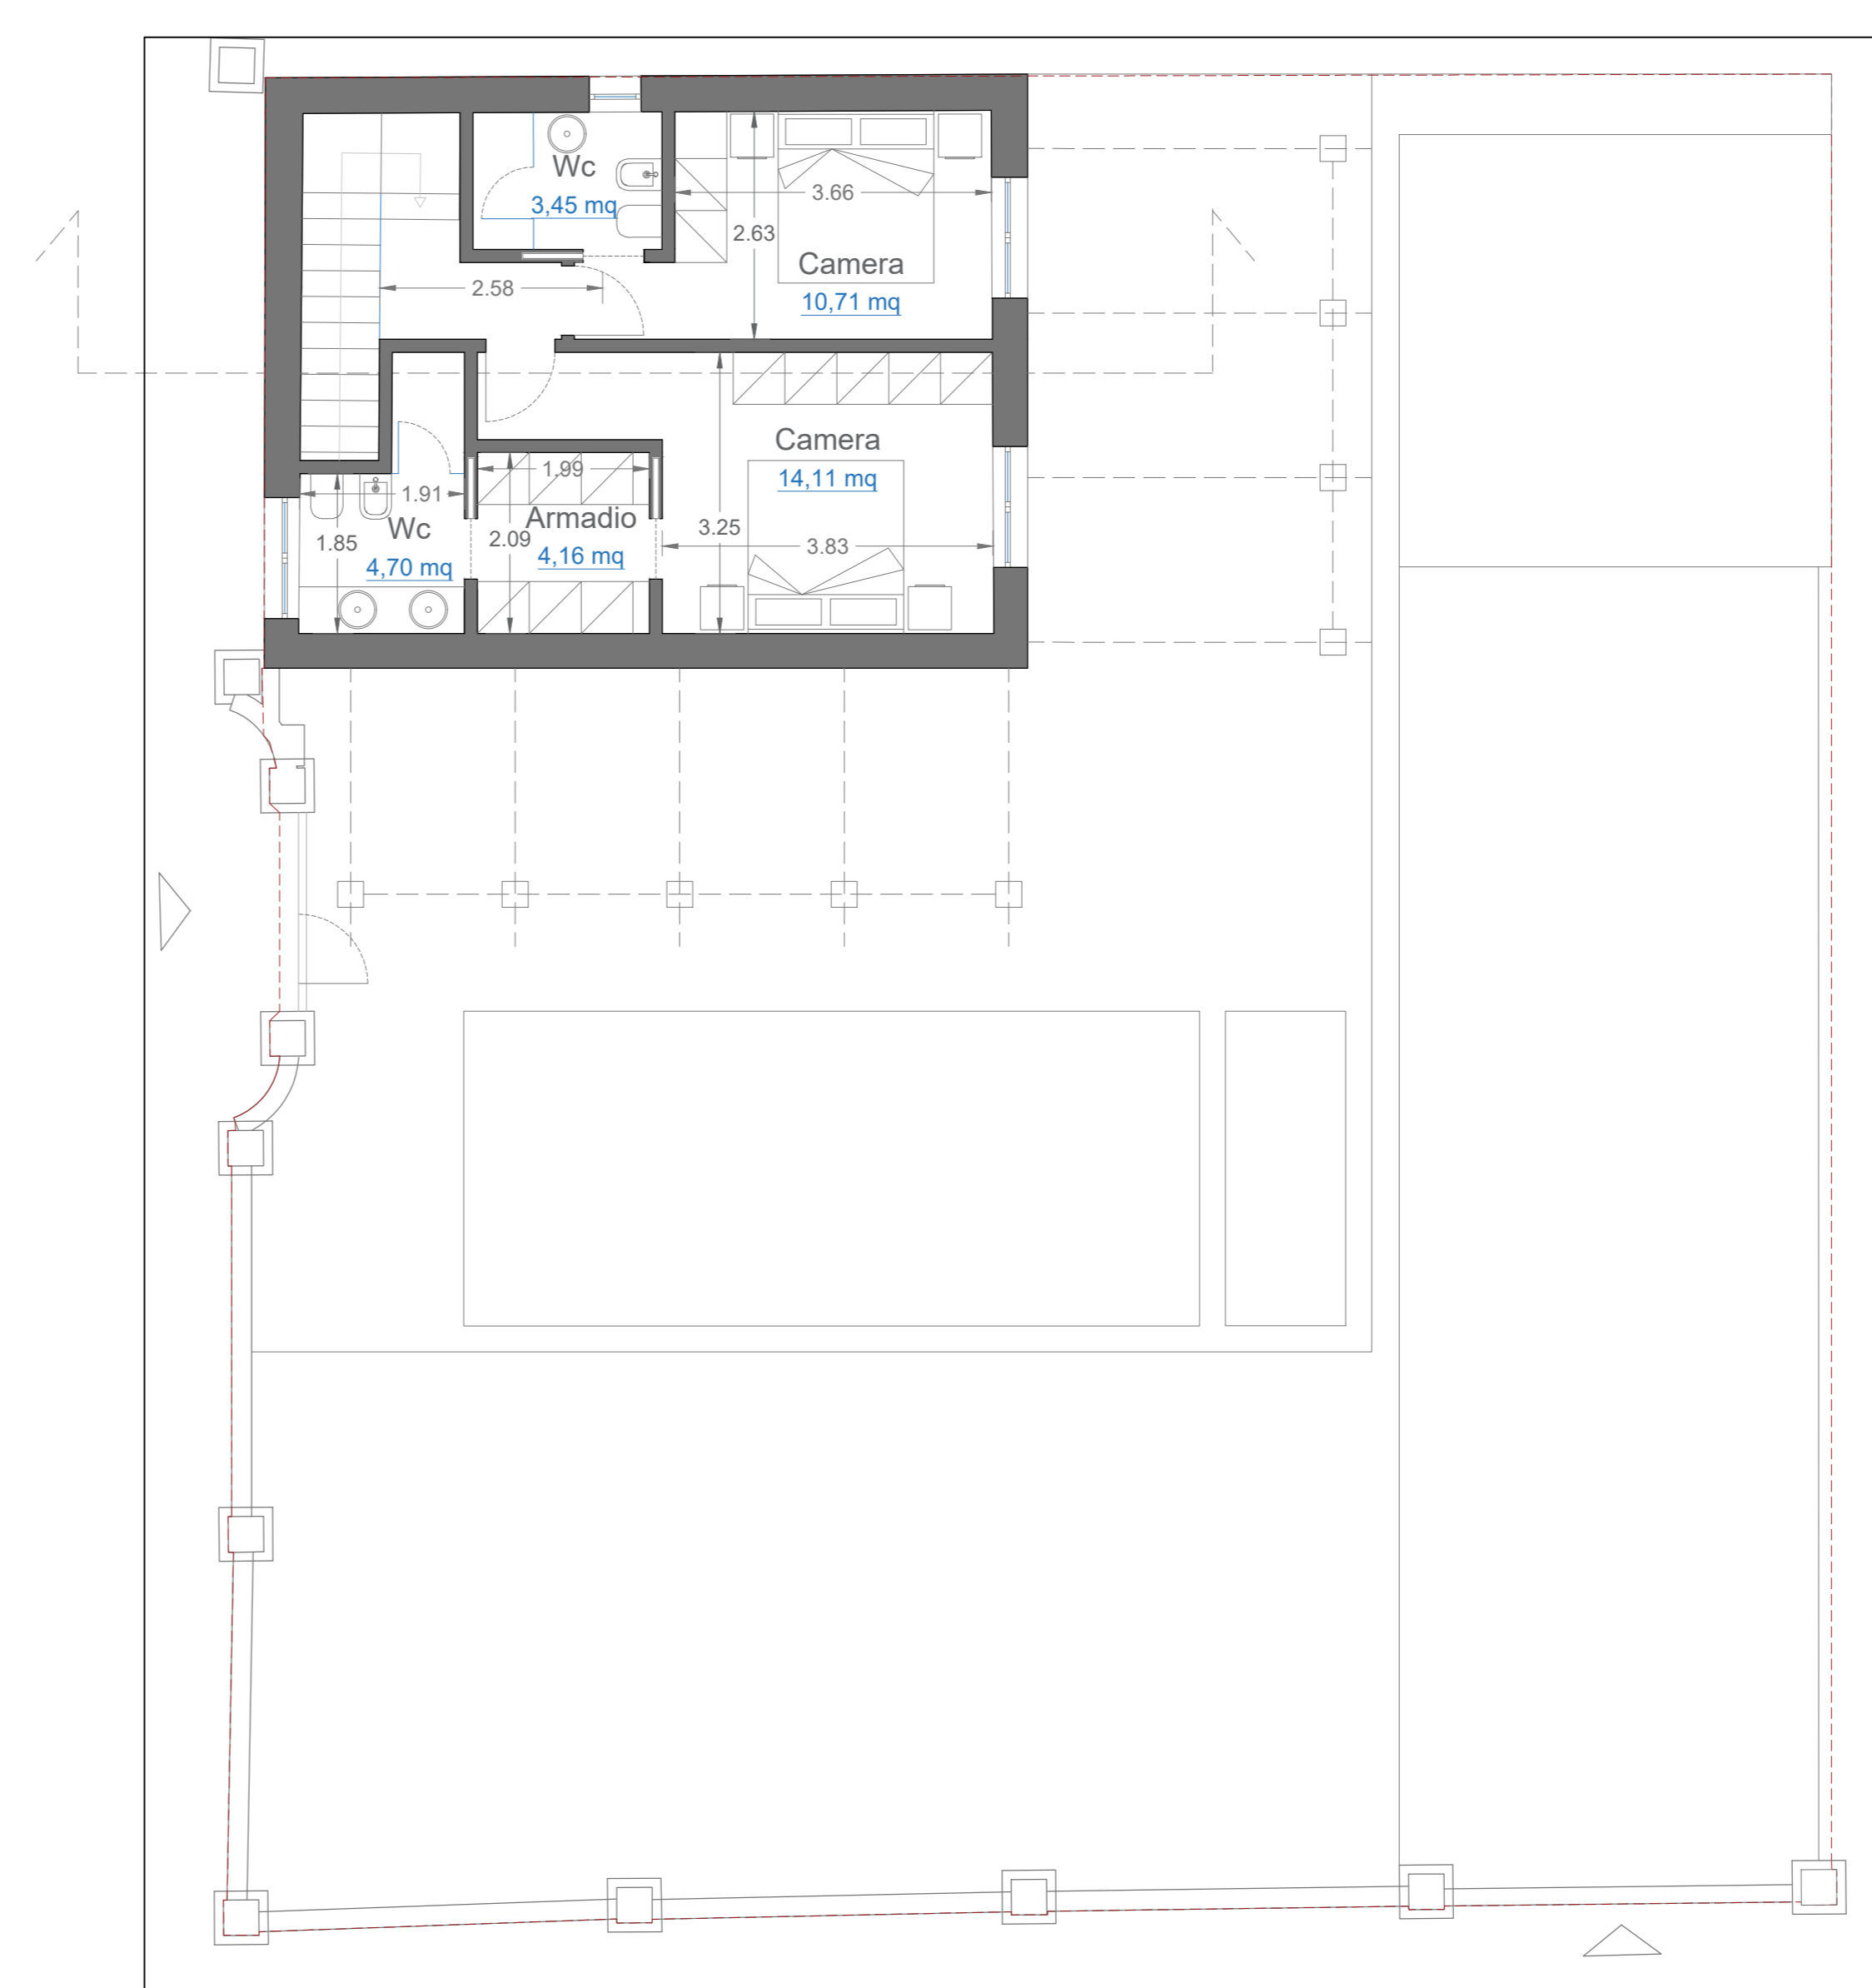 Wc
3,45 mq
3.66
2.63
Camera
10,71 mq
2.58
Camera
14,11 mq
1.99
1.91
Armadio
4,16 mq
Wc
4,70 mq
1.85
2.09
3.25
3.83